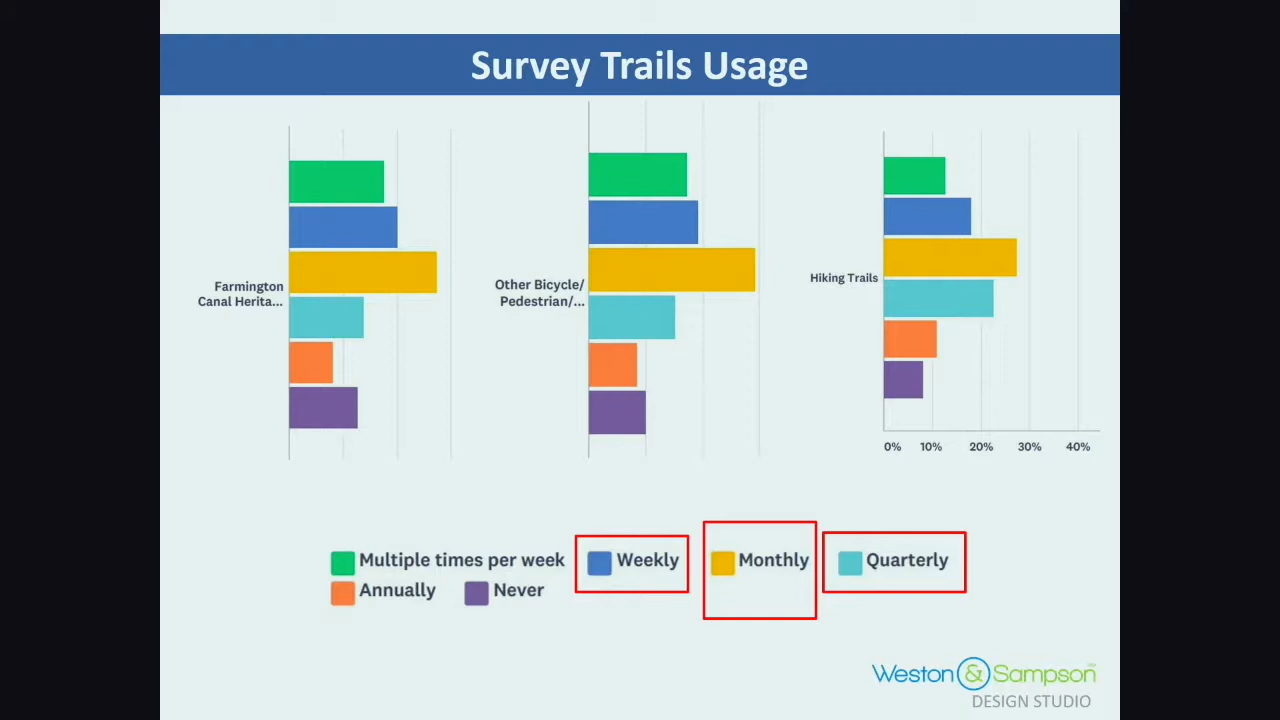 Survey Trails Usage
Farmington
Canal Herita...
Other Bicycle/
Pedestrian/...
Hiking Trails
0% 10% 20% 30% 40%
Multiple times per week Weekly Monthly Quarterly
Annually Never
Weston & Sampson
DESIGN STUDIO